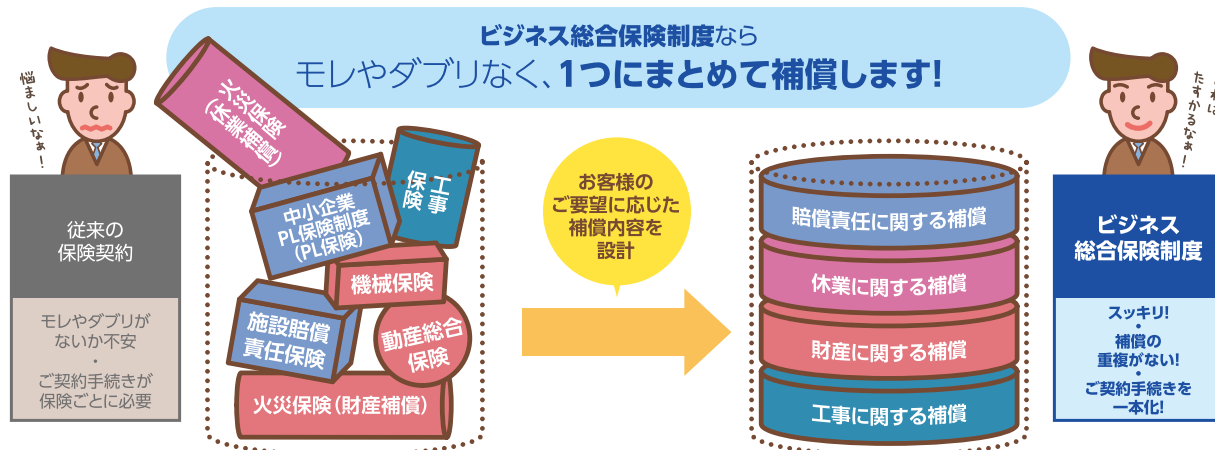 ビジネス総合保険制度なら
モレやダブりなく、1つにまとめて補償します!
悩ましいなぁ!
従来の
保険契約
モレやダブリが
ないか不安
・
ご契約手続きが
保険ごとに必要
火災保険
(休業補償)
工事
保険
中小企業
PL保険制度
(PL保険)
機械保険
施設賠償
責任保険
動産総合
保険
火災保険(財産補償)
お客様の
ご要望に応じた
補償内容を
設計
賠償責任に関する補償
休業に関する補償
財産に関する補償
工事に関する補償
たすかるなぁ!
ビジネス
総合保険制度
スッキリ!
・
補償の
重複がない!
・
ご契約手続きを
一本化!